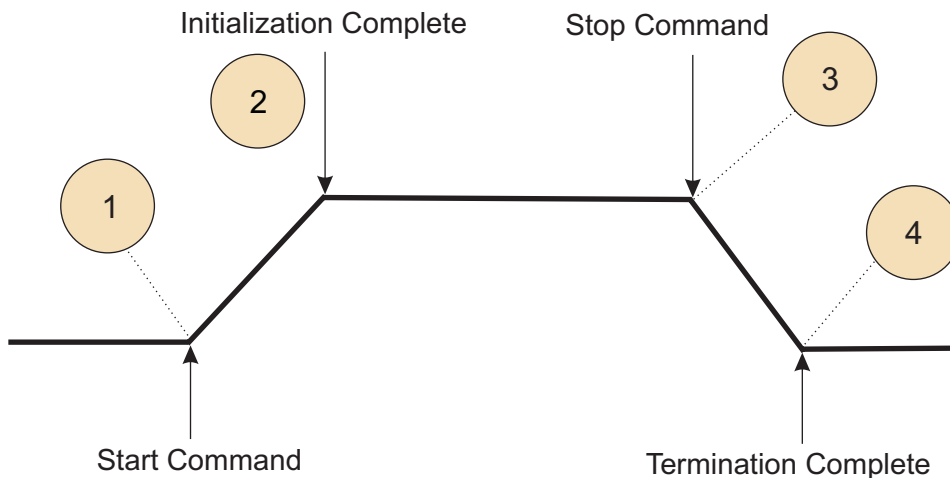 Initialization Complete
Stop Command
2
3
1
4
Start Command
Termination Complete